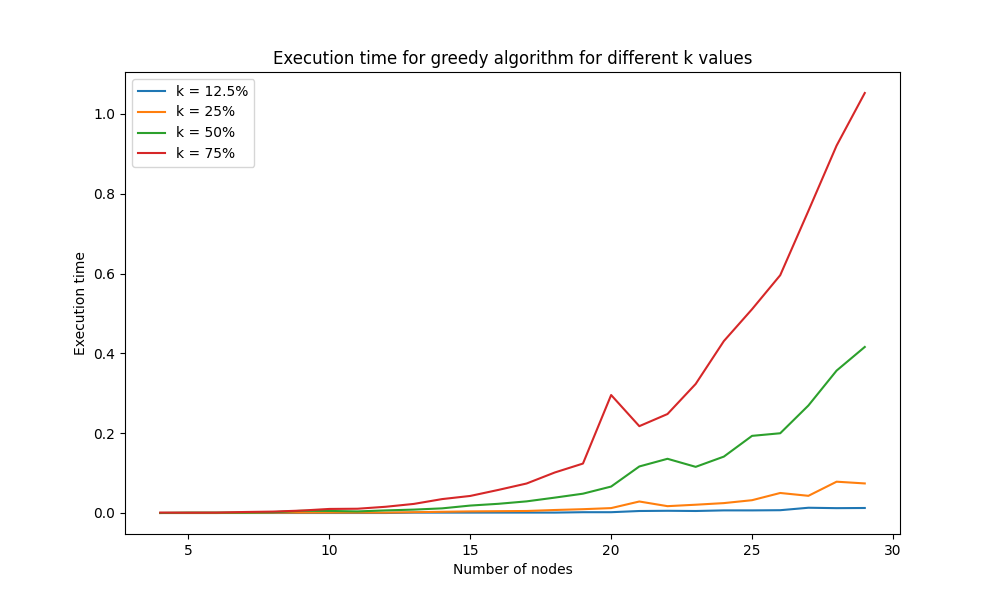 Execution time for greedy algorithm for different k values
k = 12.5%
k = 25%
k = 50%
k = 75%
Execution time
1.0
0.8
0.6
0.4
0.2
0.0
5 10 15 20 25 30
Number of nodes